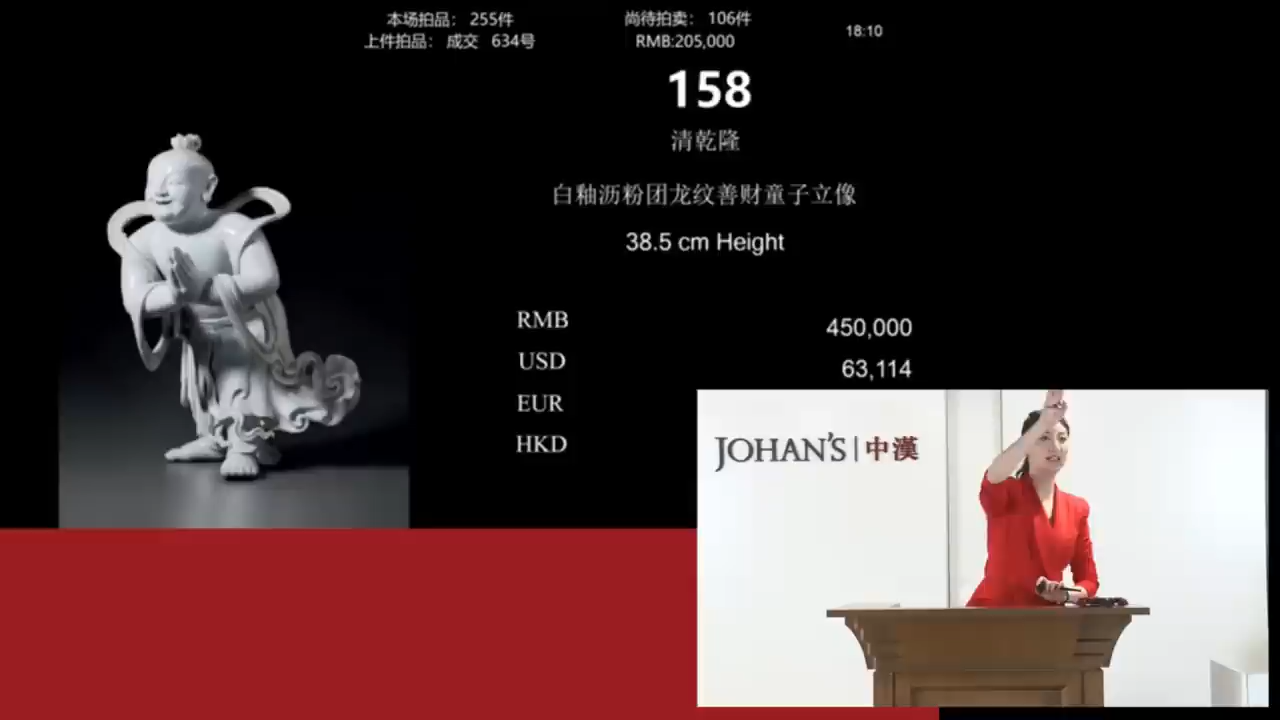 本场拍品： 255件
尚待拍卖： 106件
上件拍品： 成交 634号
RMB:205,000
18:10
158
清乾隆
白釉沥粉团龙纹善财童子立像
38.5 cm Height
RMB 450,000
USD 63,114
EUR
HKD
JOHAN'S | 中漢